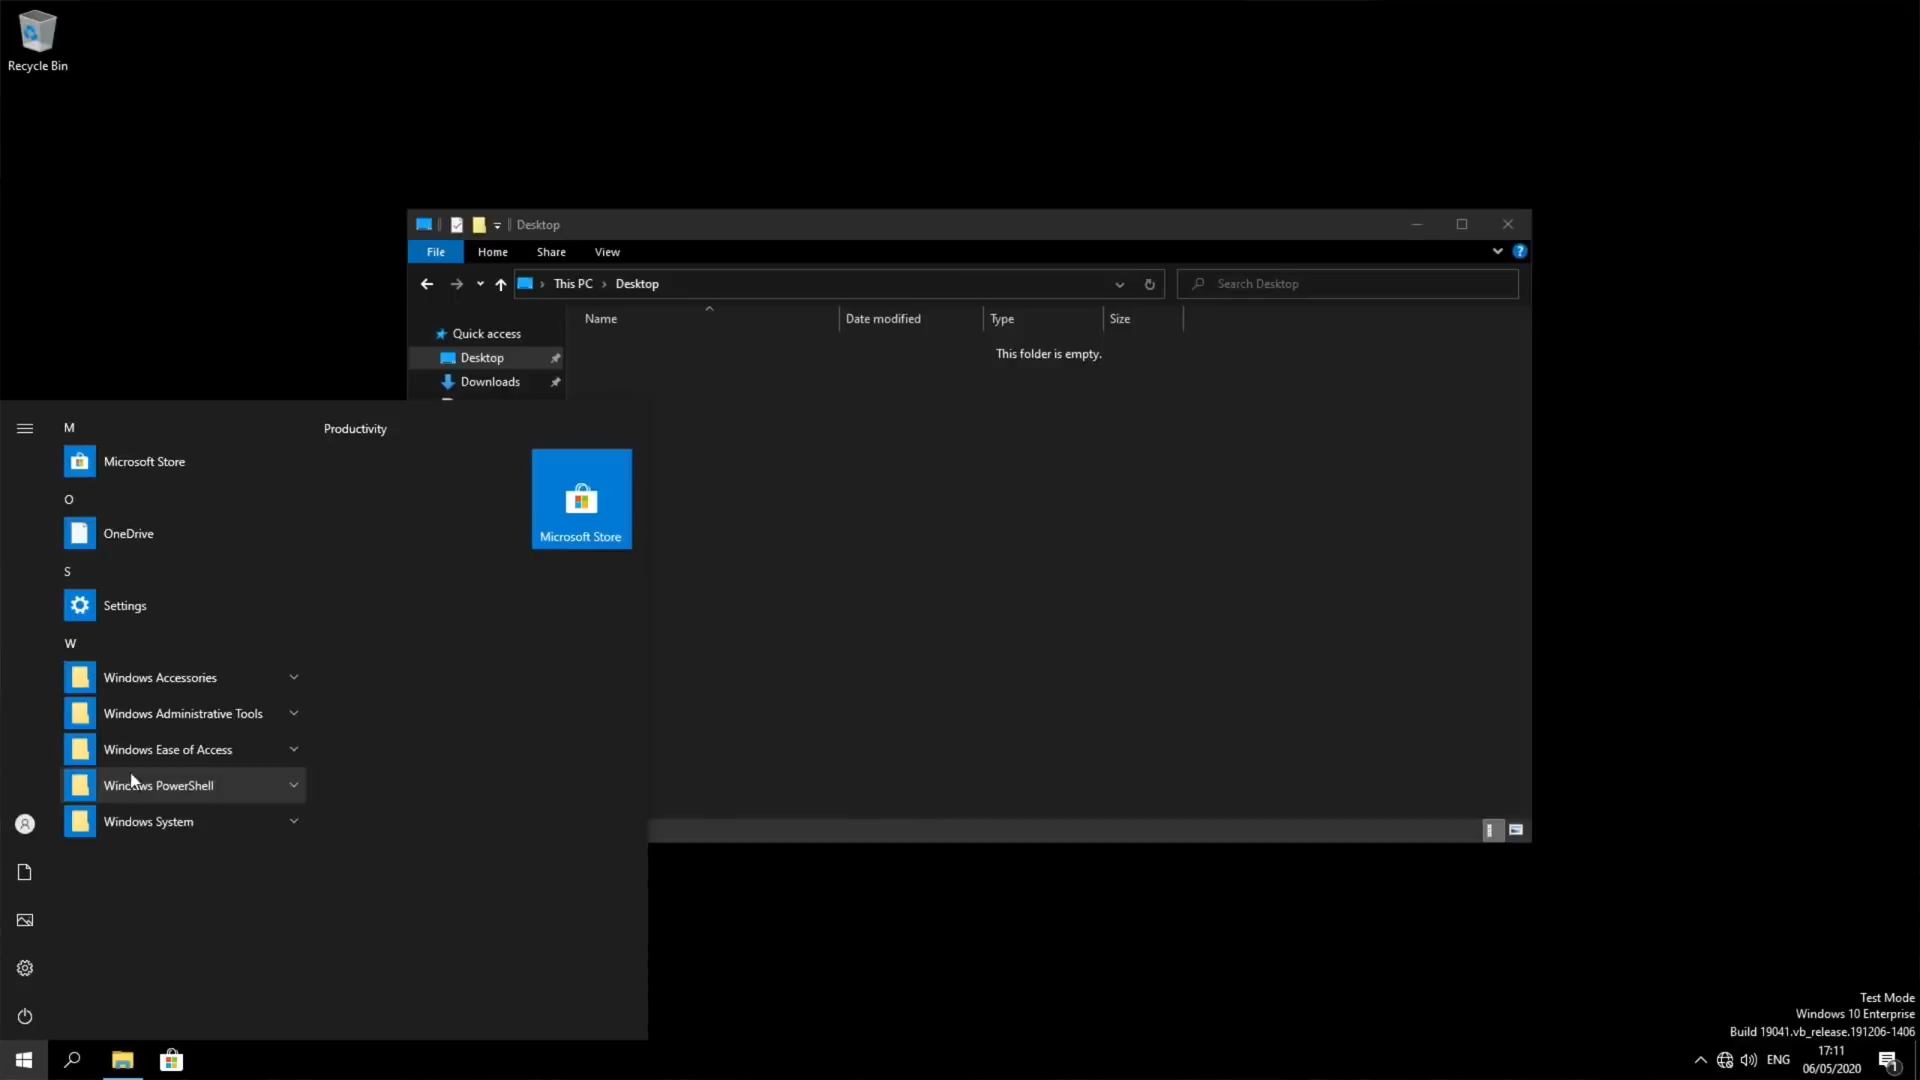 Recycle Bin
Desktop
File Home Share View
This PC › Desktop
Search Desktop
Name Date modified Type Size
This folder is empty.
Quick access
Desktop
Downloads
M
Productivity
Microsoft Store
Microsoft Store
O
OneDrive
S
Settings
W
Windows Accessories
Windows Administrative Tools
Windows Ease of Access
Windows PowerShell
Windows System
Test Mode
Windows 10 Enterprise
Build 19041.vb_release.191206-1406
ENG
17:11
06/05/2020
1